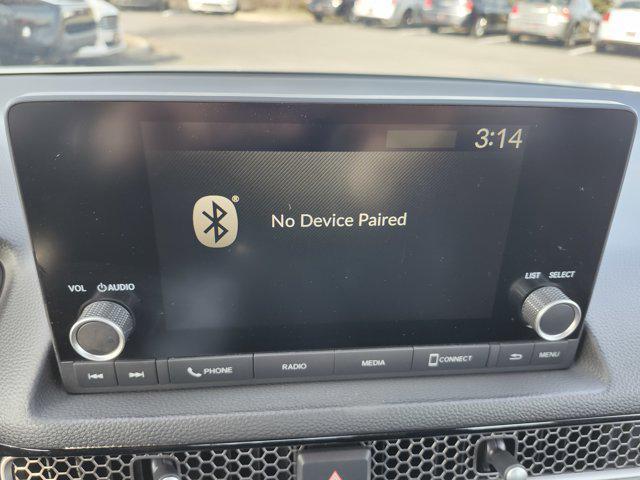 3:14
®
No Device Paired
VOL AUDIO
LIST SELECT
PHONE RADIO MEDIA CONNECT MENU